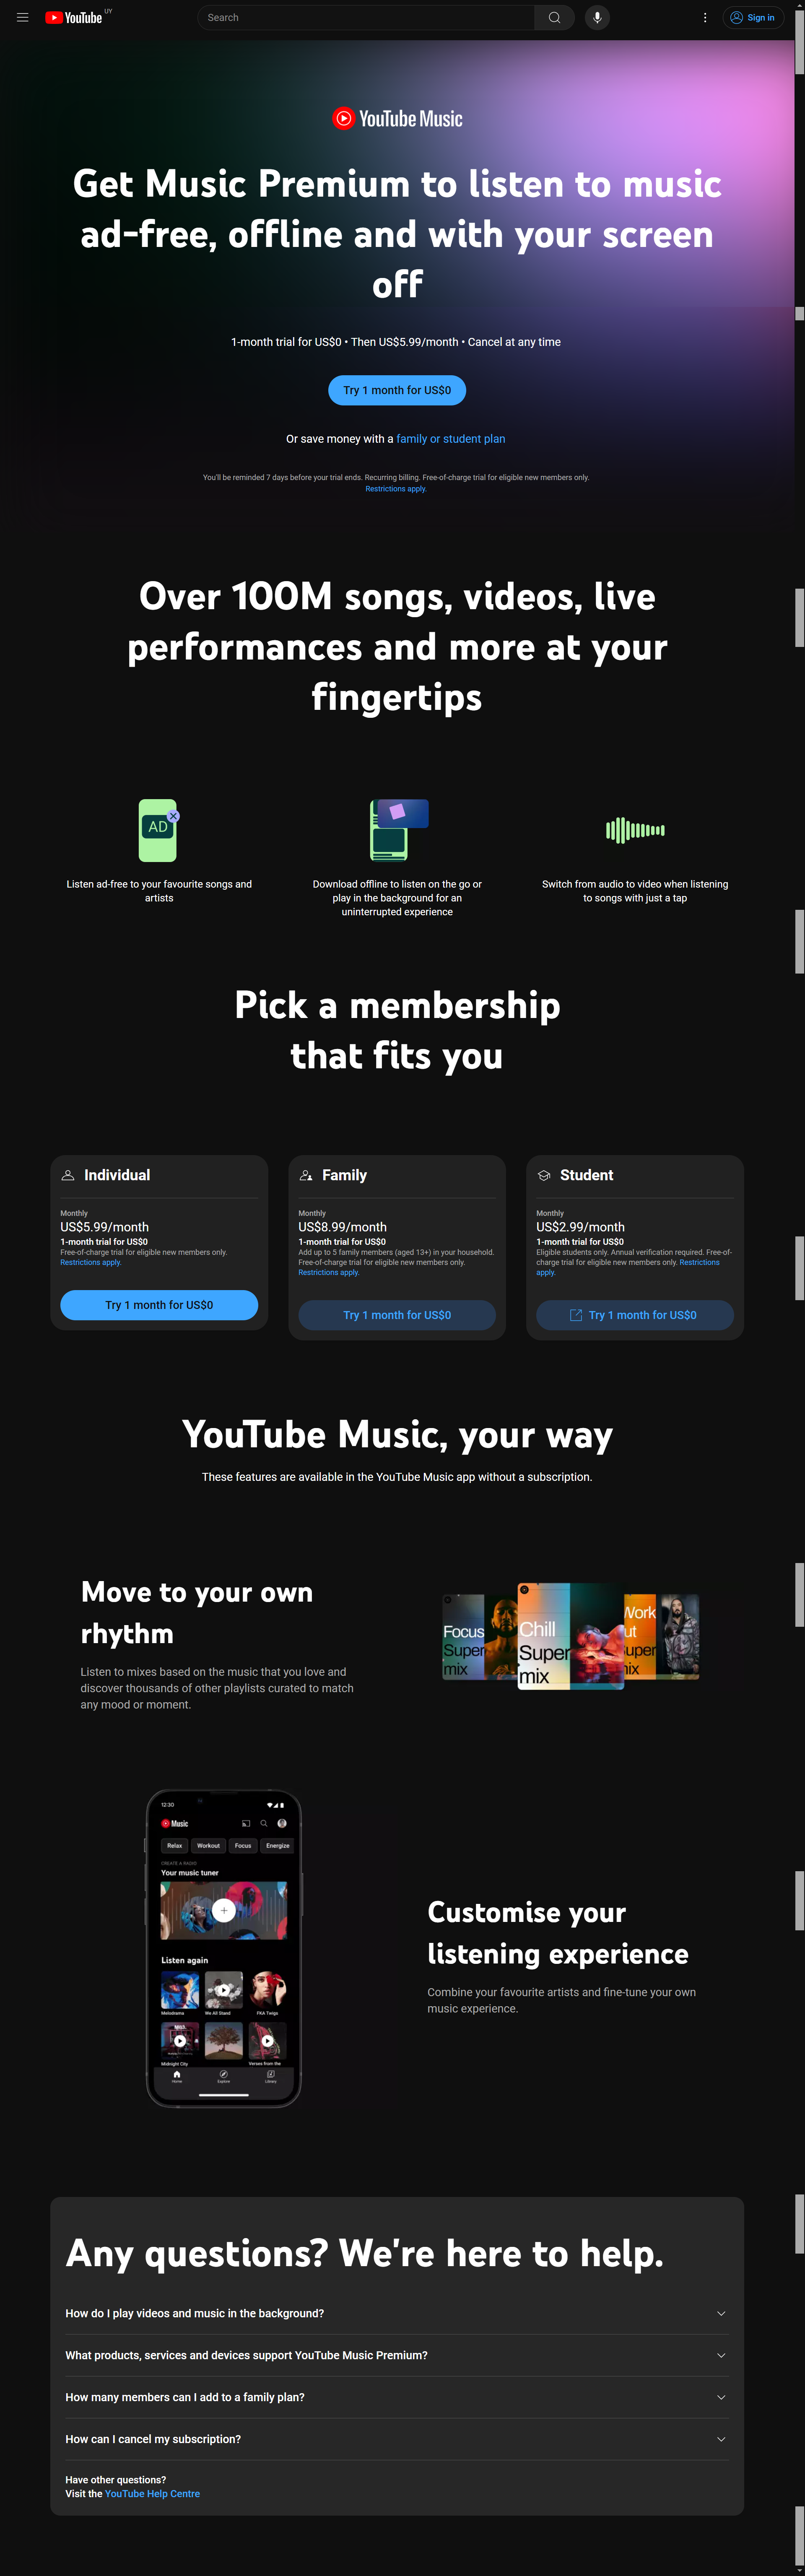 YouTube UY
Search
Sign in
YouTube Music
Get Music Premium to listen to music
ad-free, offline and with your screen
off
1-month trial for US$0 • Then US$5.99/month • Cancel at any time
Try 1 month for US$0
Or save money with a family or student plan
You'll be reminded 7 days before your trial ends. Recurring billing. Free-of-charge trial for eligible new members only.
Restrictions apply.
Over 100M songs, videos, live
performances and more at your
fingertips
AD
Listen ad-free to your favourite songs and
artists
Download offline to listen on the go or
play in the background for an
uninterrupted experience
Switch from audio to video when listening
to songs with just a tap
Pick a membership
that fits you
Individual
Monthly
US$5.99/month
1-month trial for US$0
Free-of-charge trial for eligible new members only.
Restrictions apply.
Try 1 month for US$0
Family
Monthly
US$8.99/month
1-month trial for US$0
Add up to 5 family members (aged 13+) in your household.
Free-of-charge trial for eligible new members only.
Restrictions apply.
Try 1 month for US$0
Student
Monthly
US$2.99/month
1-month trial for US$0
Eligible students only. Annual verification required. Free-of-
charge trial for eligible new members only. Restrictions
apply.
Try 1 month for US$0
YouTube Music, your way
These features are available in the YouTube Music app without a subscription.
Move to your own
rhythm
Listen to mixes based on the music that you love and
discover thousands of other playlists curated to match
any mood or moment.
Focus
Super
mix
Chill
Super
mix
Work
ut
uper
ix
12:30
Music
Relax
Workout
Focus
Energize
CREATE A RADIO
Your music tuner
Listen again
Melodrama
We All Stand
FKA Twigs
Midnight City
Verses from the
Home
Explore
Library
Customise your
listening experience
Combine your favourite artists and fine-tune your own
music experience.
Any questions? We're here to help.
How do I play videos and music in the background?
What products, services and devices support YouTube Music Premium?
How many members can I add to a family plan?
How can I cancel my subscription?
Have other questions?
Visit the YouTube Help Centre